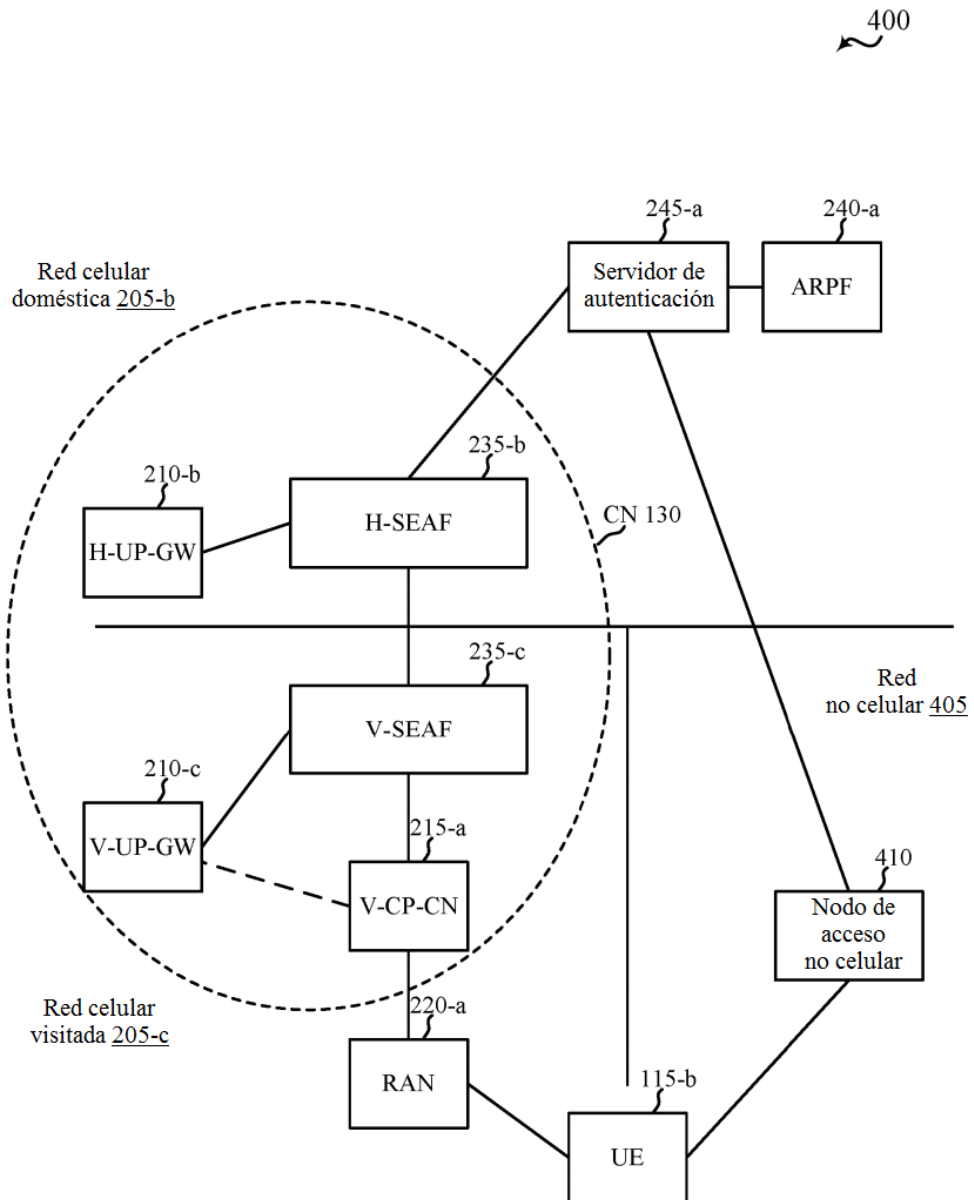 400
245-a
240-a
Servidor de
autenticación
ARPF
Red celular
doméstica 205-b
235-b
210-b
H-SEAF
CN 130
H-UP-GW
235-c
Red
no celular 405
V-SEAF
210-c
215-a
V-UP-GW
410
V-CP-CN
Nodo de
acceso
no celular
Red celular
visitada 205-c
220-a
RAN
115-b
UE